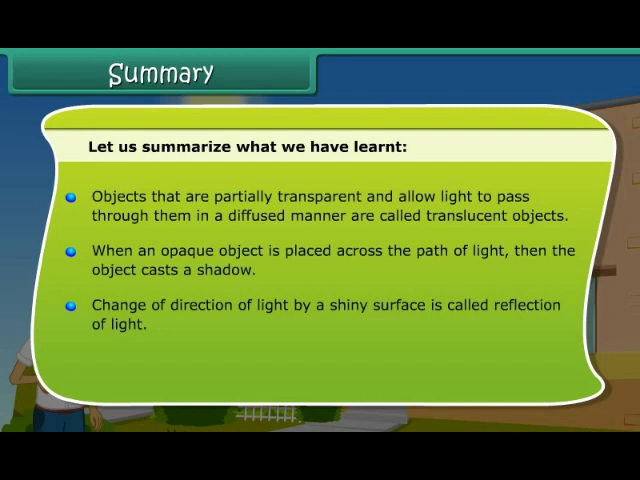 Summary
Let us summarize what we have learnt:
Objects that are partially transparent and allow light to pass
through them in a diffused manner are called translucent objects.
When an opaque object is placed across the path of light, then the
object casts a shadow.
Change of direction of light by a shiny surface is called reflection
of light.